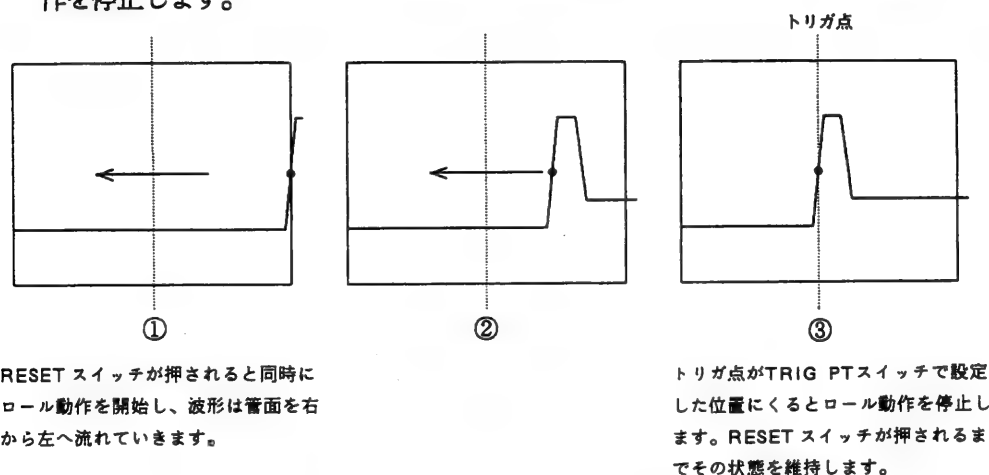 作を停止します。
トリガ点
①
②
③
RESET スイッチが押されると同時に
ロール動作を開始し、波形は管面を右
から左へ流れていきます。
トリガ点がTRIG PTスイッチで設定
した位置にくるとロール動作を停止し
ます。RESET スイッチが押されるま
でその状態を維持します。